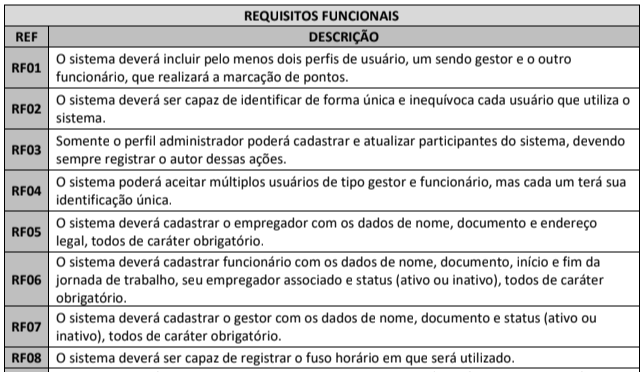 REQUISITOS FUNCIONAIS
REF DESCRIÇÃO
RF01 O sistema deverá incluir pelo menos dois perfis de usuário, um sendo gestor e o outro
funcionário, que realizará a marcação de pontos.
RF02 O sistema deverá ser capaz de identificar de forma única e inequívoca cada usuário que utiliza o
sistema.
RF03 Somente o perfil administrador poderá cadastrar e atualizar participantes do sistema, devendo
sempre registrar o autor dessas ações.
RF04 O sistema poderá aceitar múltiplos usuários de tipo gestor e funcionário, mas cada um terá sua
identificação única.
RF05 O sistema deverá cadastrar o empregador com os dados de nome, documento e endereço
legal, todos de caráter obrigatório.
RF06 O sistema deverá cadastrar funcionário com os dados de nome, documento, início e fim da
jornada de trabalho, seu empregador associado e status (ativo ou inativo), todos de caráter
obrigatório.
RF07 O sistema deverá cadastrar o gestor com os dados de nome, documento e status (ativo ou
inativo), todos de caráter obrigatório.
RF08 O sistema deverá ser capaz de registrar o fuso horário em que será utilizado.